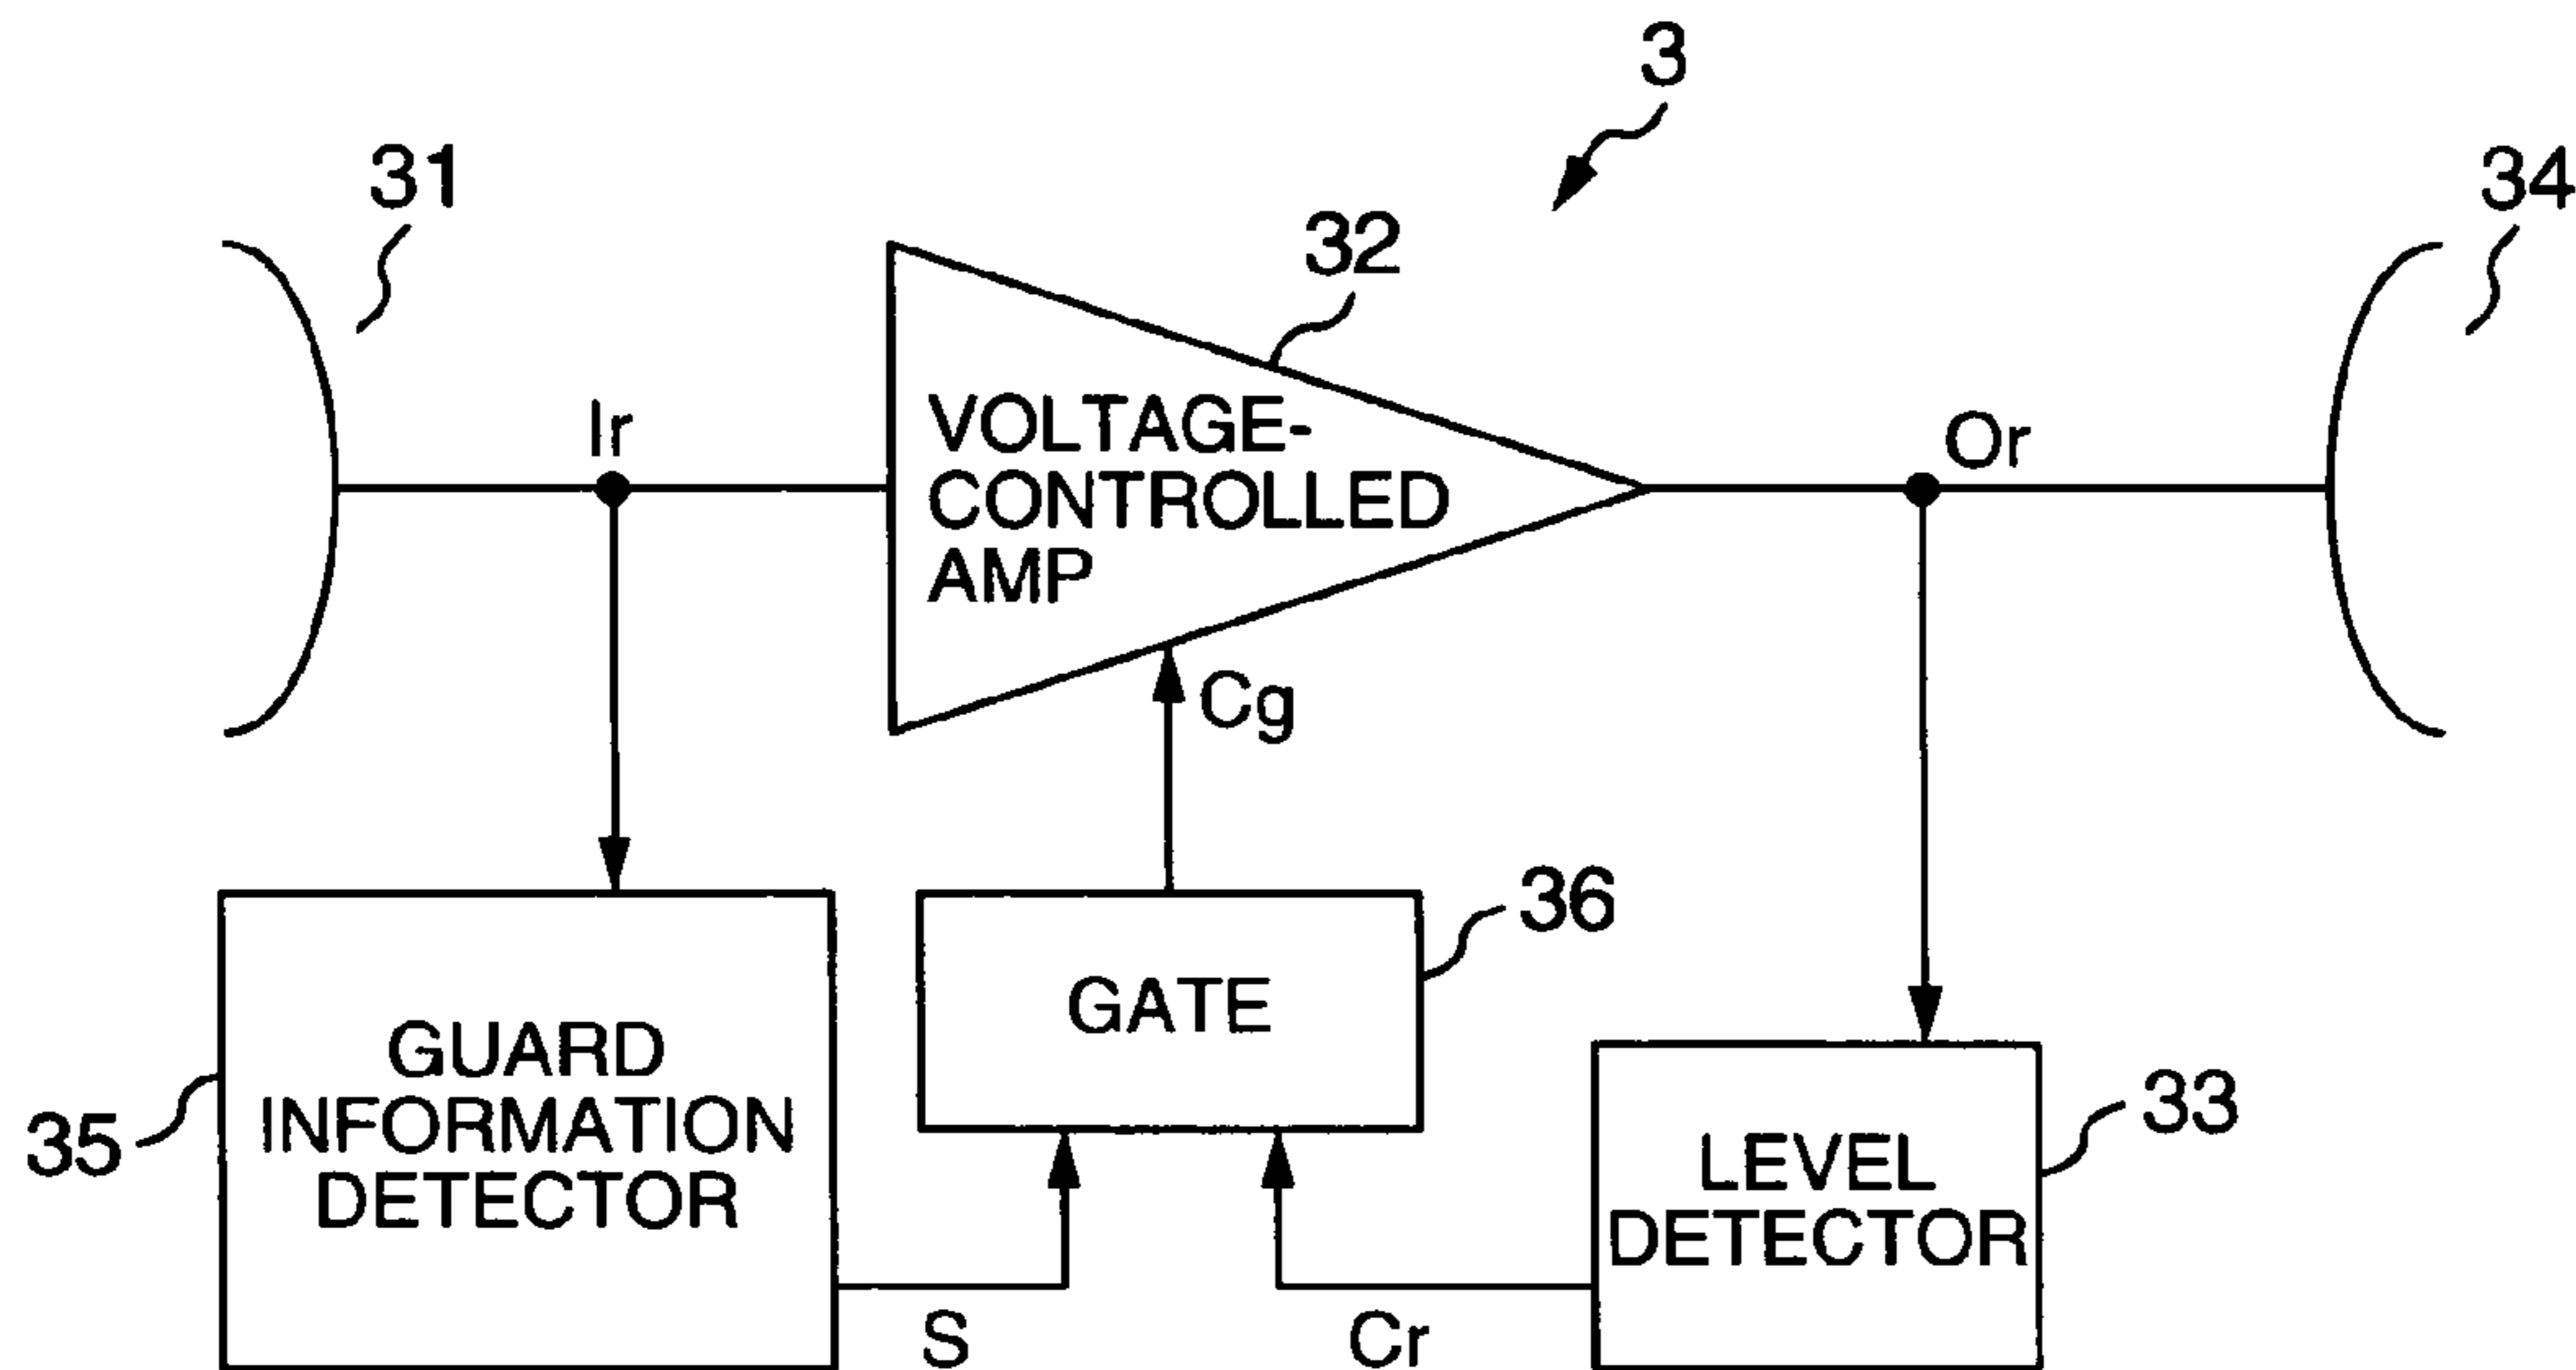 3
31
34
32
Ir
VOLTAGE-
CONTROLLED
AMP
Or
Cg
36
GATE
35
GUARD
INFORMATION
DETECTOR
33
LEVEL
DETECTOR
S
Cr